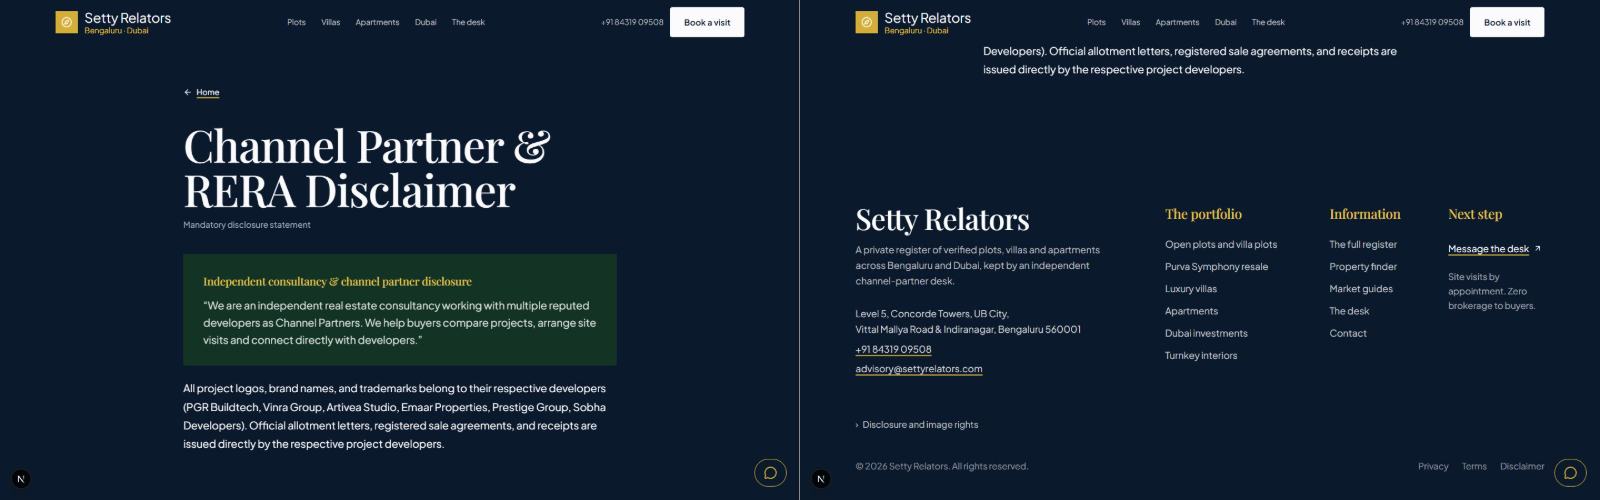 Setty Relators
Bengaluru · Dubai
Plots Villas Apartments Dubai The desk
+91 84319 09508
Book a visit
← Home
Channel Partner &
RERA Disclaimer
Mandatory disclosure statement
Independent consultancy & channel partner disclosure
“We are an independent real estate consultancy working with multiple reputed
developers as Channel Partners. We help buyers compare projects, arrange site
visits and connect directly with developers.”
All project logos, brand names, and trademarks belong to their respective developers
(PGR Buildtech, Vinra Group, Artivea Studio, Emaar Properties, Prestige Group, Sobha
Developers). Official allotment letters, registered sale agreements, and receipts are
issued directly by the respective project developers.
N
Setty Relators
Bengaluru · Dubai
Plots Villas Apartments Dubai The desk
+91 84319 09508
Book a visit
Developers). Official allotment letters, registered sale agreements, and receipts are
issued directly by the respective project developers.
Setty Relators
A private register of verified plots, villas and apartments
across Bengaluru and Dubai, kept by an independent
channel-partner desk.
Level 5, Concorde Towers, UB City,
Vittal Mallya Road & Indiranagar, Bengaluru 560001
+91 84319 09508
advisory@settyrelators.com
The portfolio
Open plots and villa plots
Purva Symphony resale
Luxury villas
Apartments
Dubai investments
Turnkey interiors
Information
The full register
Property finder
Market guides
The desk
Contact
Next step
Message the desk ↗
Site visits by
appointment. Zero
brokerage to buyers.
› Disclosure and image rights
© 2026 Setty Relators. All rights reserved.
Privacy Terms Disclaimer
N